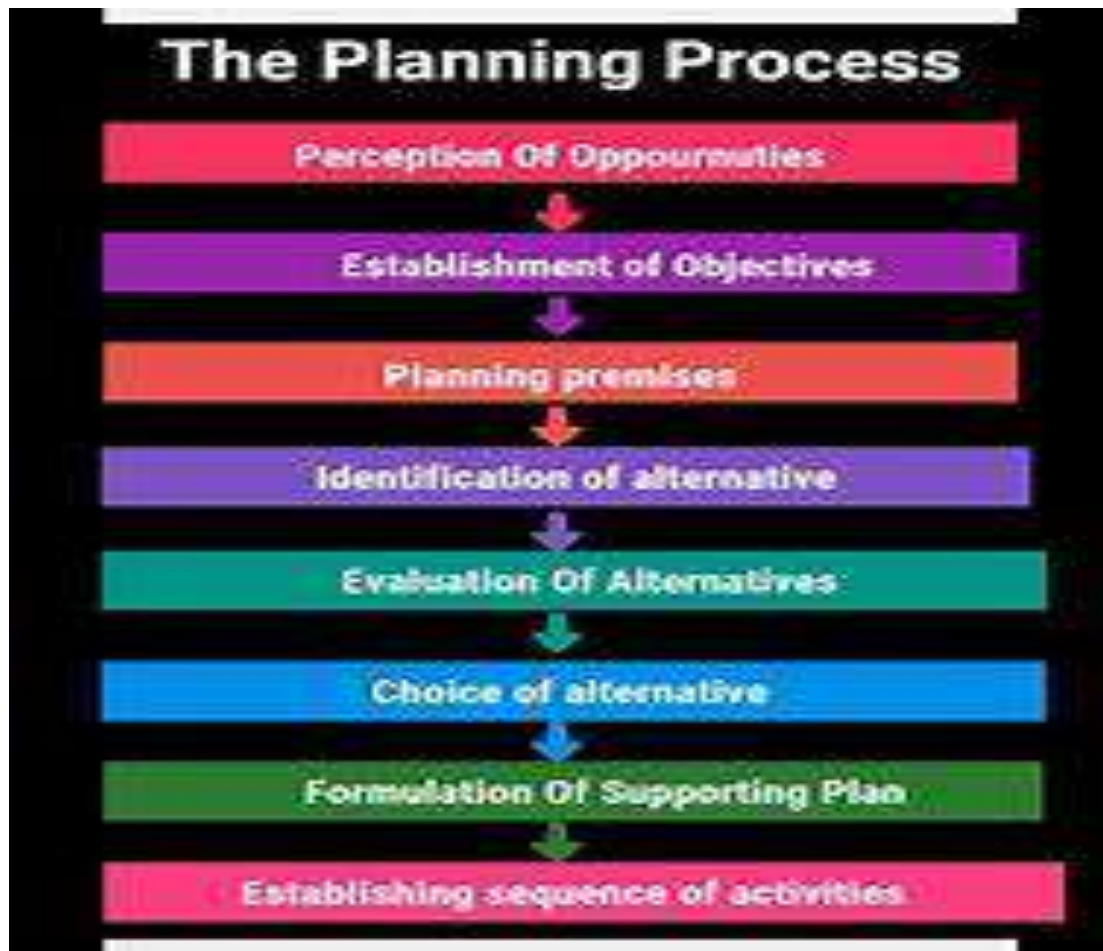 The Planning Process
Perception Of Oppournuties
Establishment of Objectives
Planning premises
Identification of alternative
Evaluation Of Alternatives
Choice of alternative
Formulation Of Supporting Plan
Establishing sequence of activities